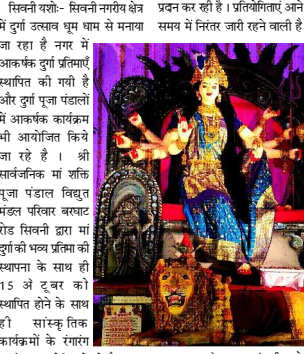 सिवनी यशोः- सिवनी नगरीय क्षेत्र
में दुर्गा उत्साव धूम धाम से मनाया
जा रहा है नगर में
आकर्षक दुर्गा प्रतिमाएँ
स्थापित की गयी है
और दुर्गा पूजा पंडालों
में आकर्षक कार्यक्रम
भी आयोजित किये
जा रहे है । श्री
सार्वजनिक मां शक्ति
पूजा पंडाल विद्युत
मंडल परिवार बरघाट
रोड सिवनी द्वारा मां
दुर्गा की भव्य प्रतिमा की
स्थापना के साथ ही
15 अे टूबर को
स्थापित होने के साथ
ही सांस्कृतिक
कार्यक्रमों के रंगारंग
प्रदन कर रही है । प्रतियोगिताएं आने
समय में निरंतर जारी रहने वाली है